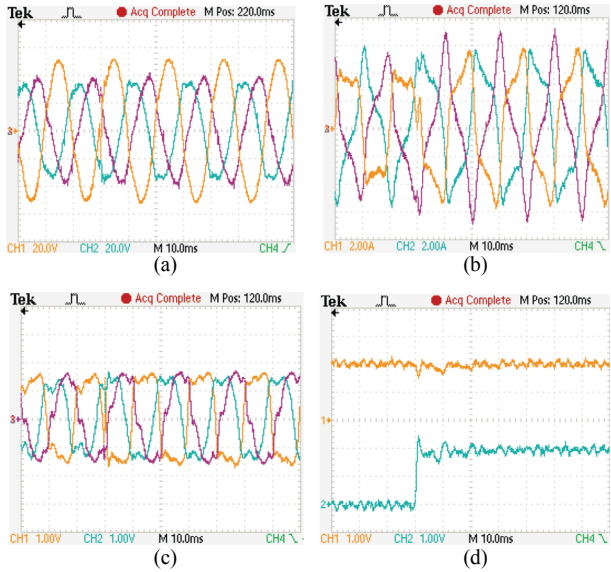 Tek Acq Complete M Pos: 220.0ms
3
CH1 20.0V CH2 20.0V M 10.0ms CH4
(a)
Tek Acq Complete M Pos: 120.0ms
3
CH1 2.00A CH2 2.00A M 10.0ms CH4
(b)
Tek Acq Complete M Pos: 120.0ms
3
CH1 1.00V CH2 1.00V M 10.0ms CH4
(c)
Tek Acq Complete M Pos: 120.0ms
1
2
CH1 1.00V CH2 1.00V M 10.0ms CH4
(d)